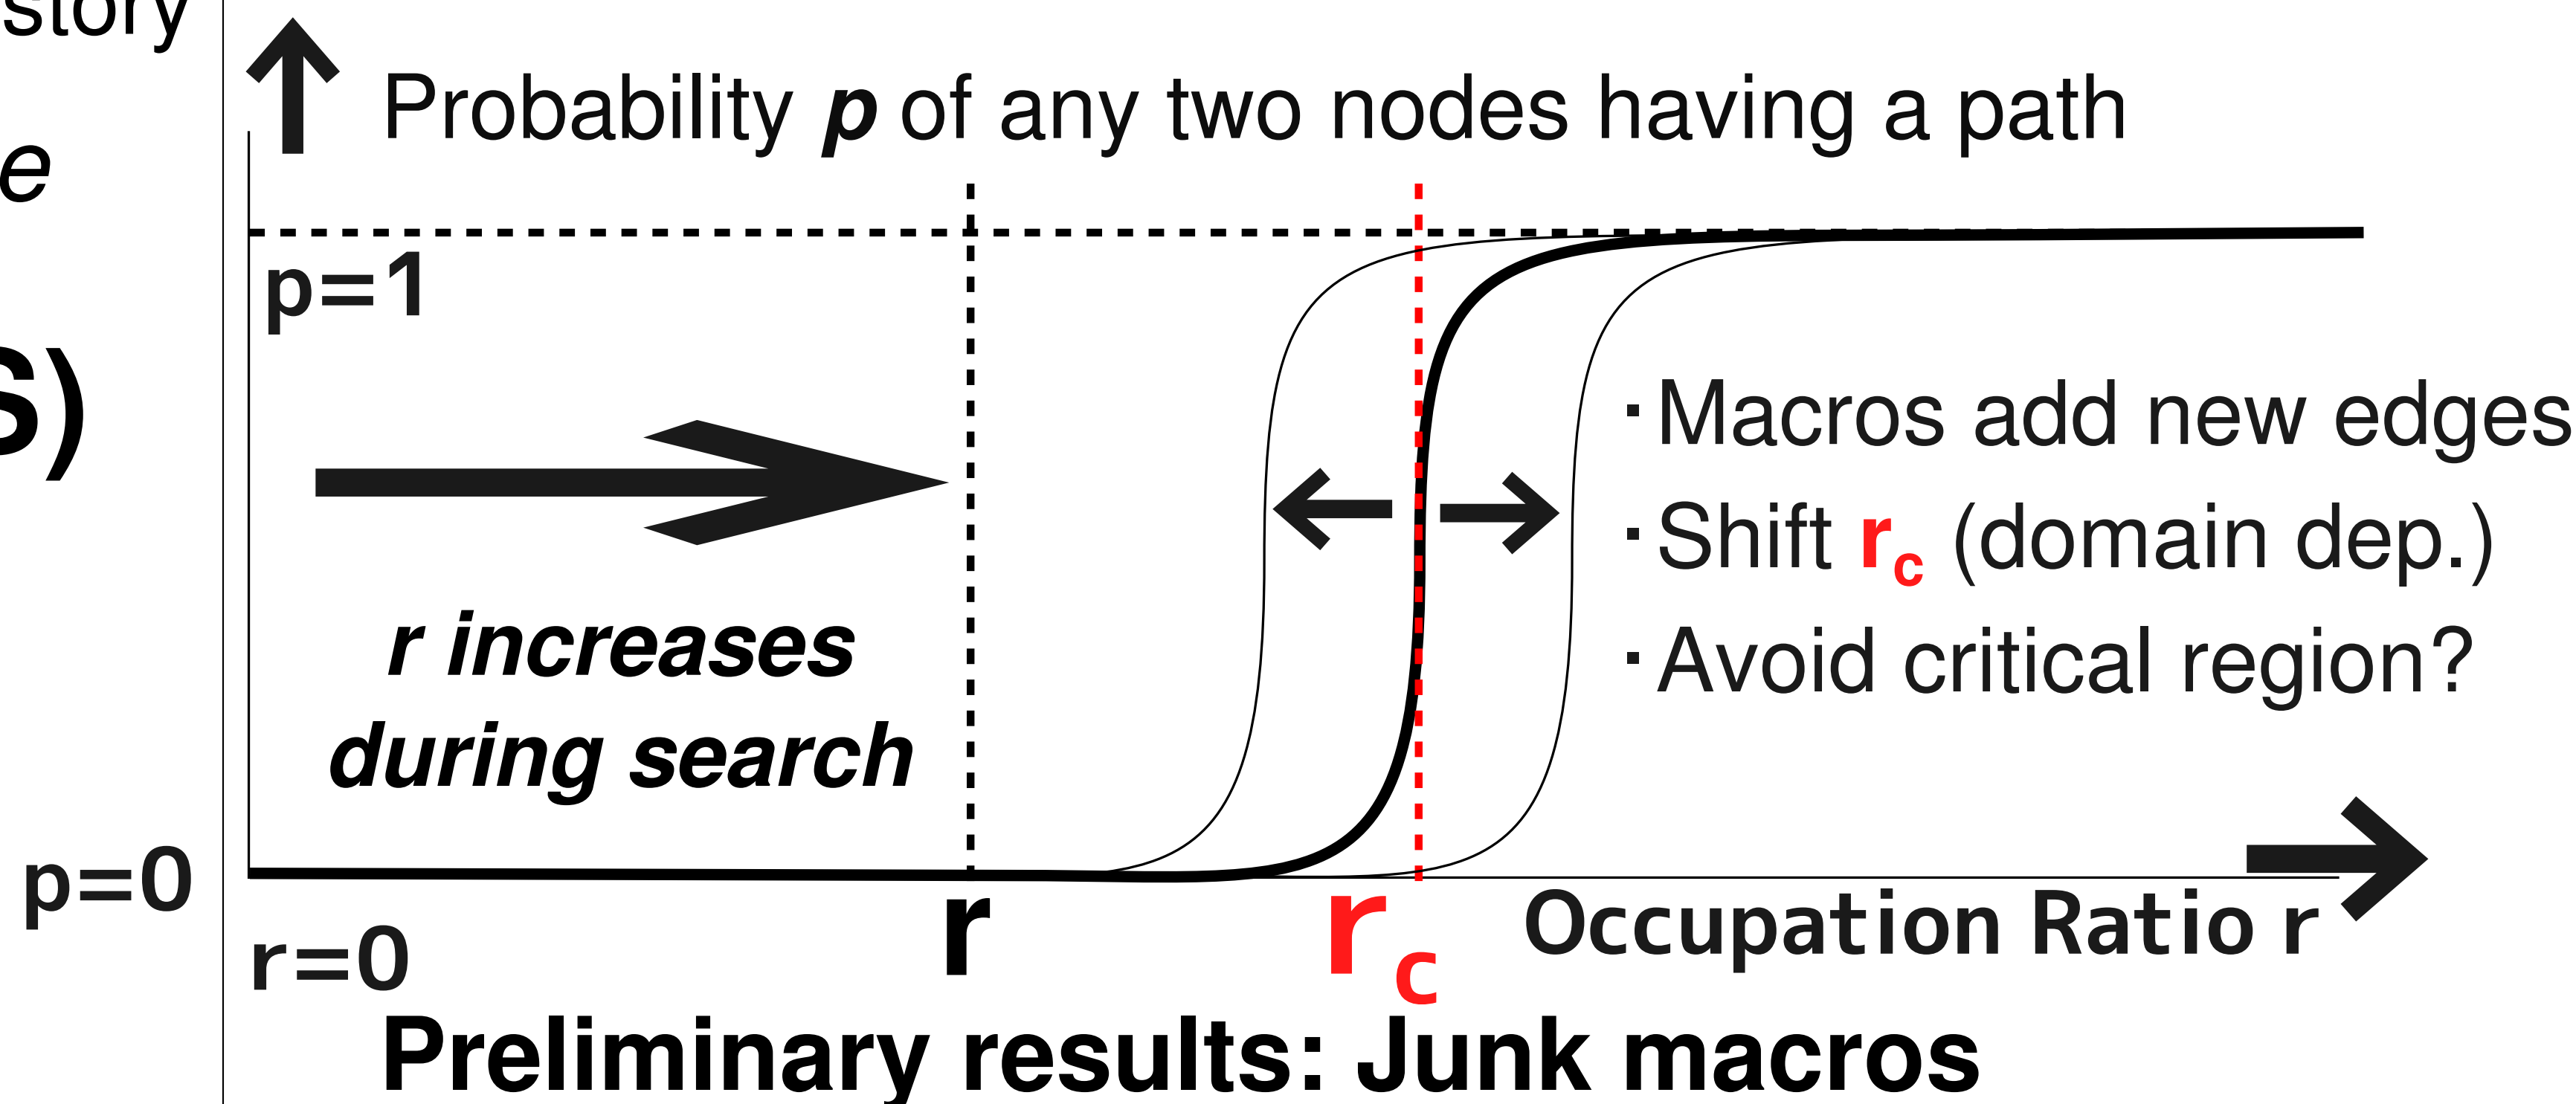 story
e
S)
Probability p of any two nodes having a path
p=1
· Macros add new edges
· Shift rc (domain dep.)
· Avoid critical region?
r increases
during search
p=0
r=0
r
rc
Occupation Ratio r
Preliminary results: Junk macros